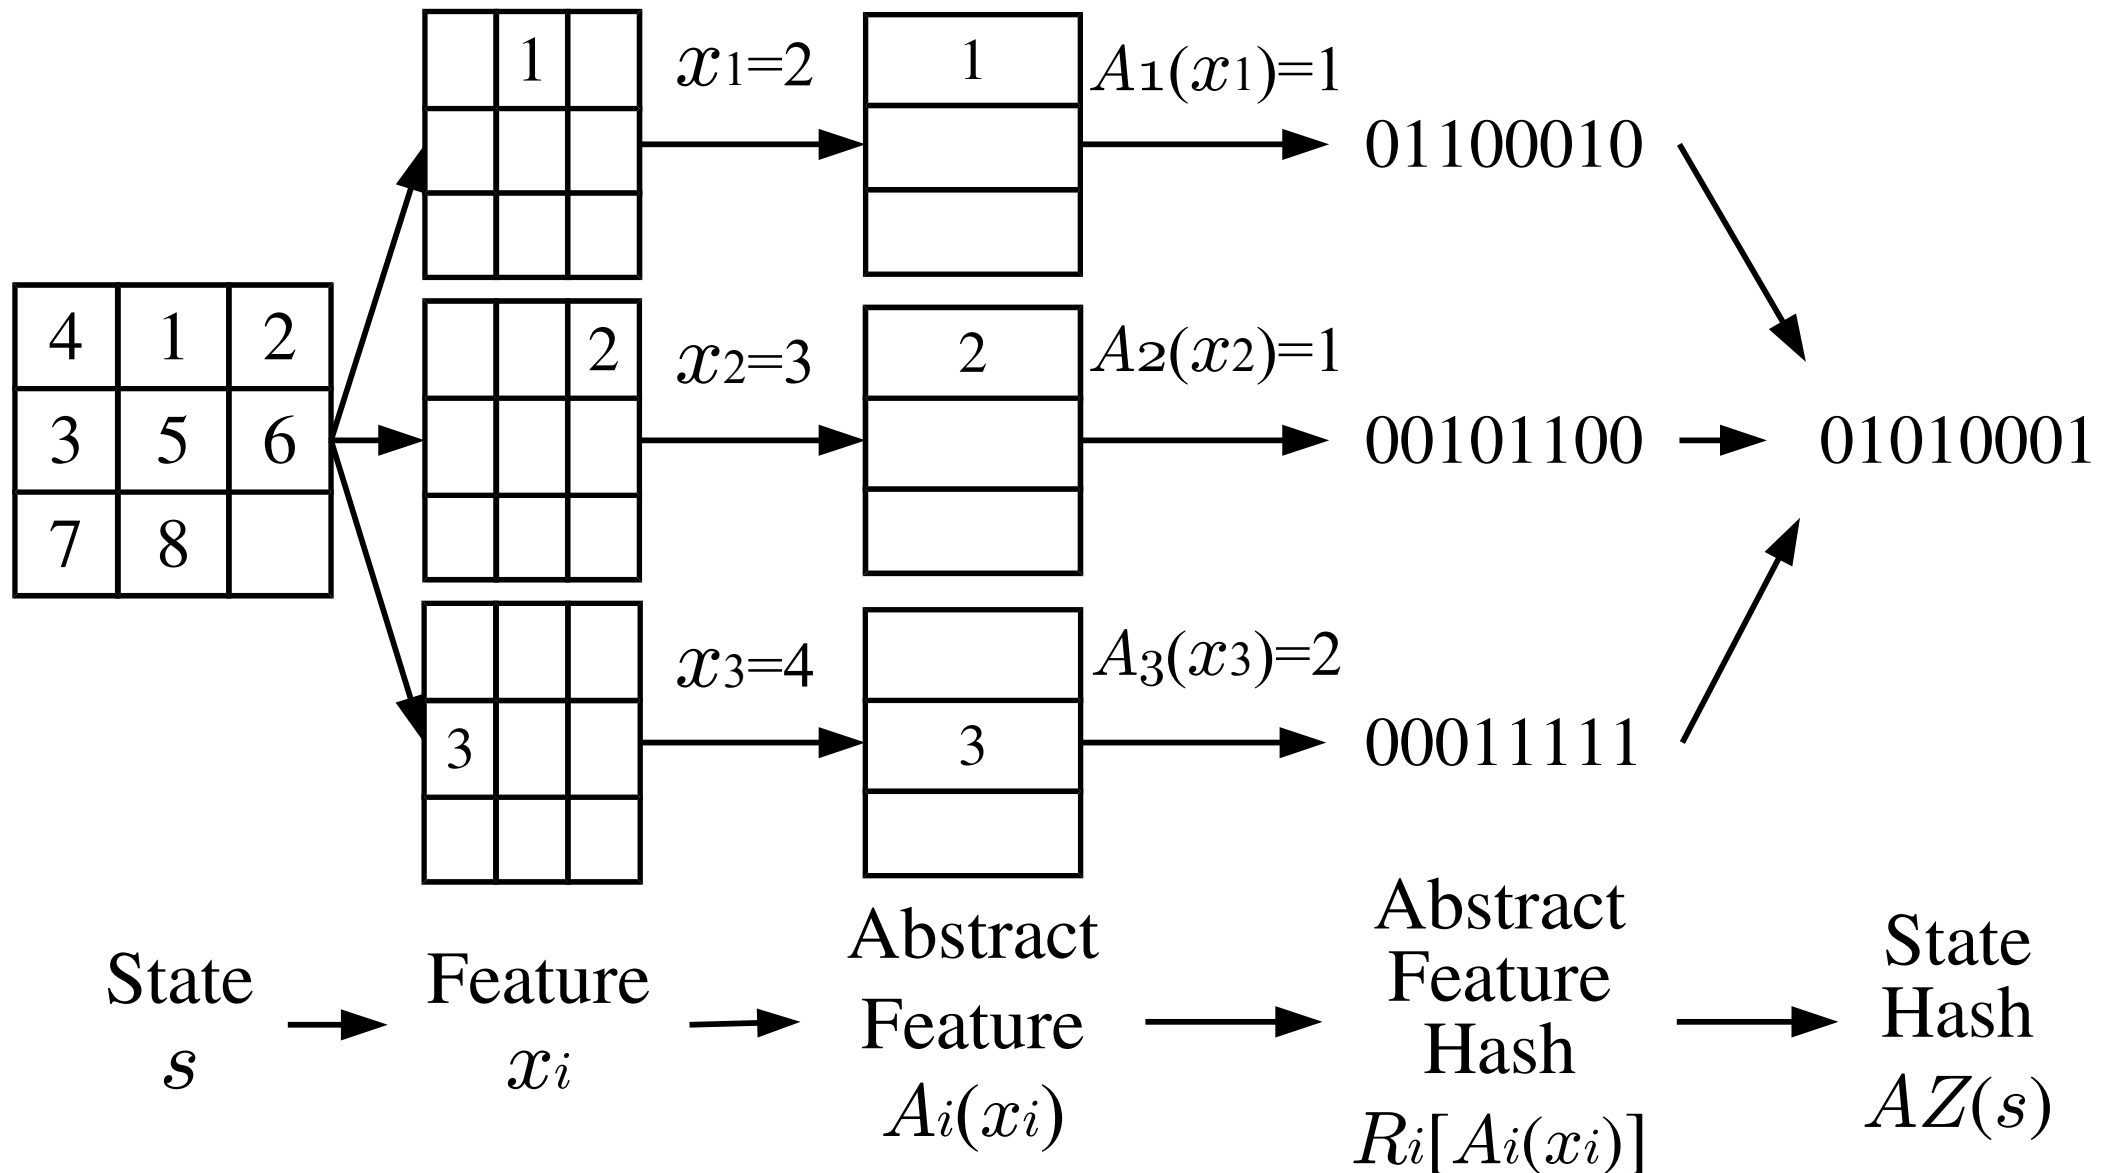 1
x1=2
1
A1(x1)=1
01100010
4 1 2
3 5 6
7 8
2
x2=3
2
A2(x2)=1
00101100
01010001
3
x3=4
3
A3(x3)=2
00011111
State
s
Feature
xi
Abstract
Feature
Ai(xi)
Abstract
Feature
Hash
Ri[Ai(xi)]
State
Hash
AZ(s)